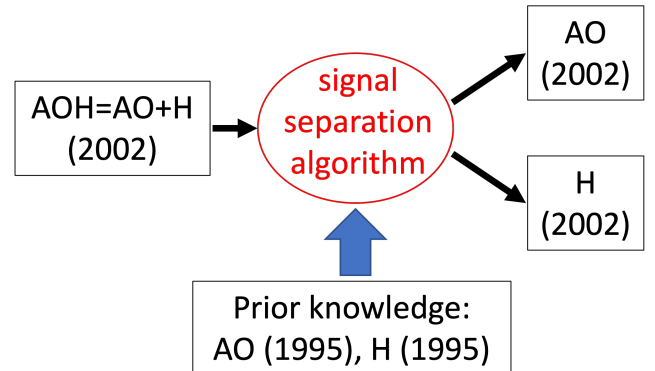 AOH=AO+H
(2002)
signal
separation
algorithm
AO
(2002)
H
(2002)
Prior knowledge:
AO (1995), H (1995)